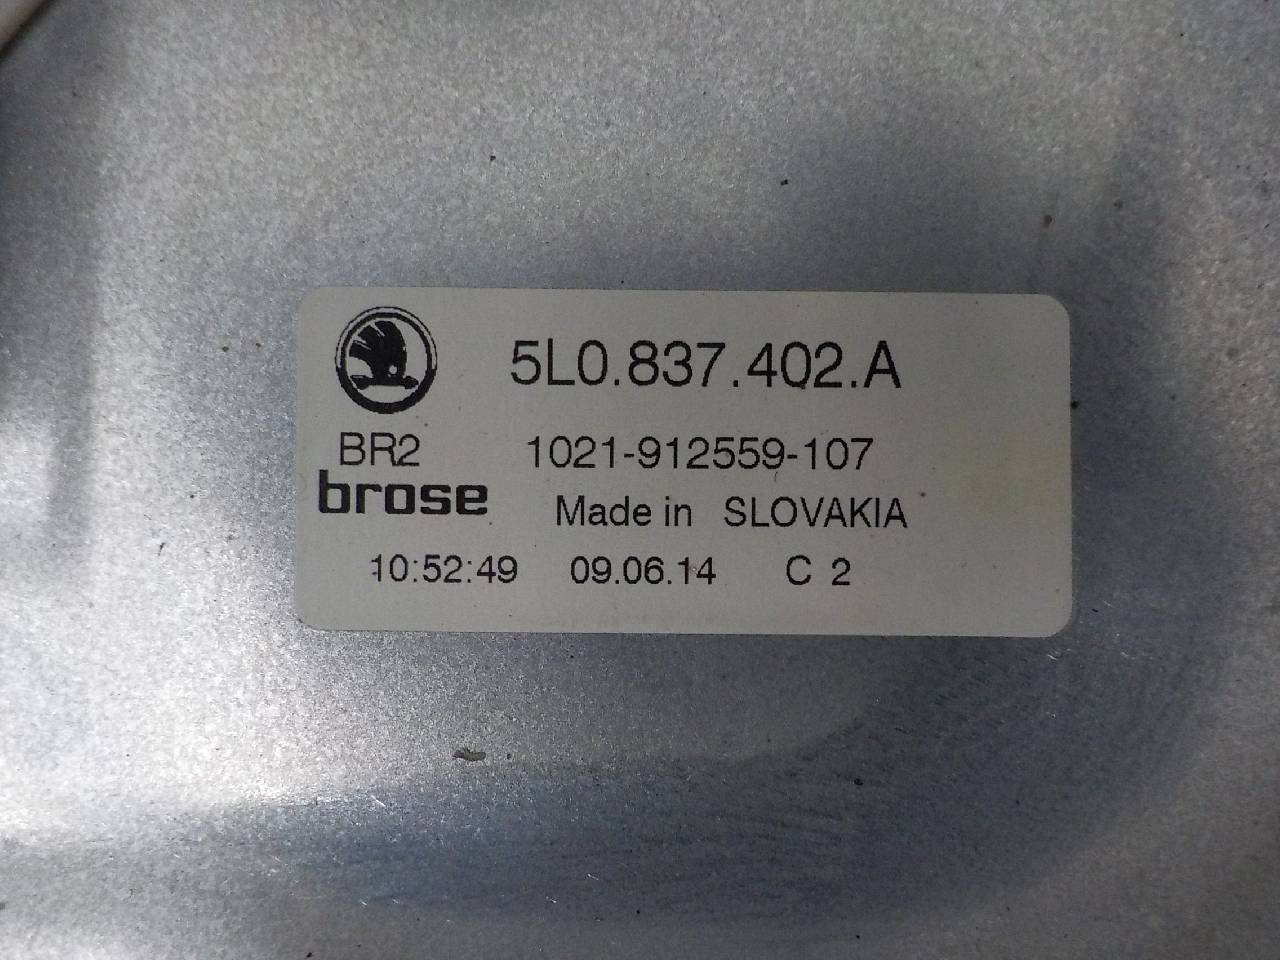 5L0.837.402.A
BR2 1021-912559-107
brose
Made in SLOVAKIA
10:52:49 09.06.14 C 2